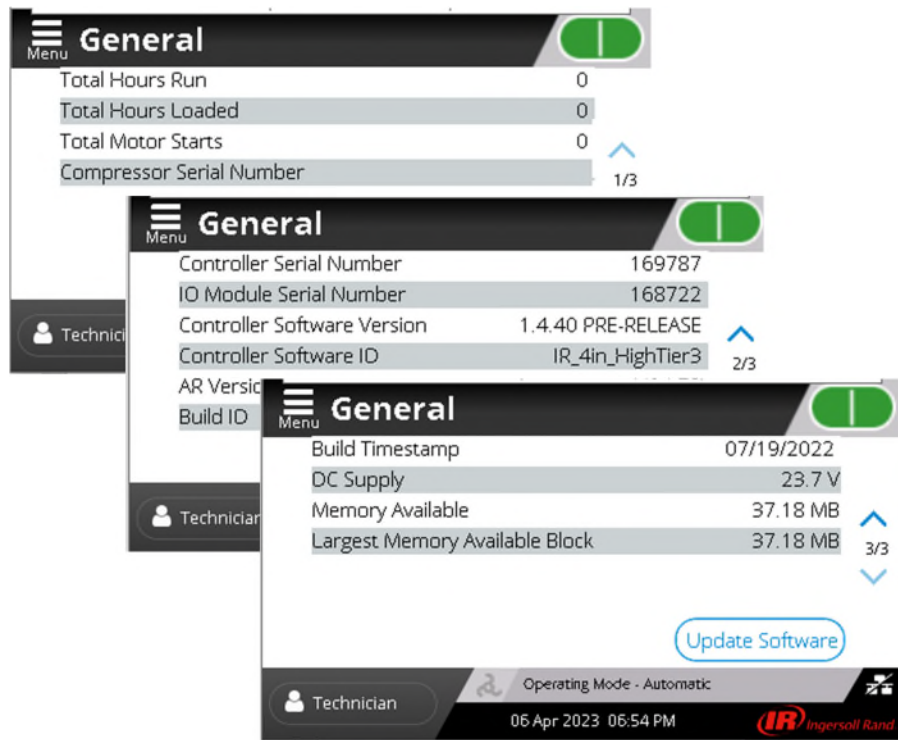 Menu General
Total Hours Run 0
Total Hours Loaded 0
Total Motor Starts 0
Compressor Serial Number
1/3
Menu General
Controller Serial Number 169787
IO Module Serial Number 168722
Controller Software Version 1.4.40 PRE-RELEASE
Controller Software ID IR_4in_HighTier3
2/3
AR Versic
Build ID
Technici
Menu General
Build Timestamp 07/19/2022
DC Supply 23.7 V
Memory Available 37.18 MB
Largest Memory Available Block 37.18 MB
3/3
Technician
Update Software
Operating Mode - Automatic
Technician
06 Apr 2023 06:54 PM
IR Ingersoll Rand